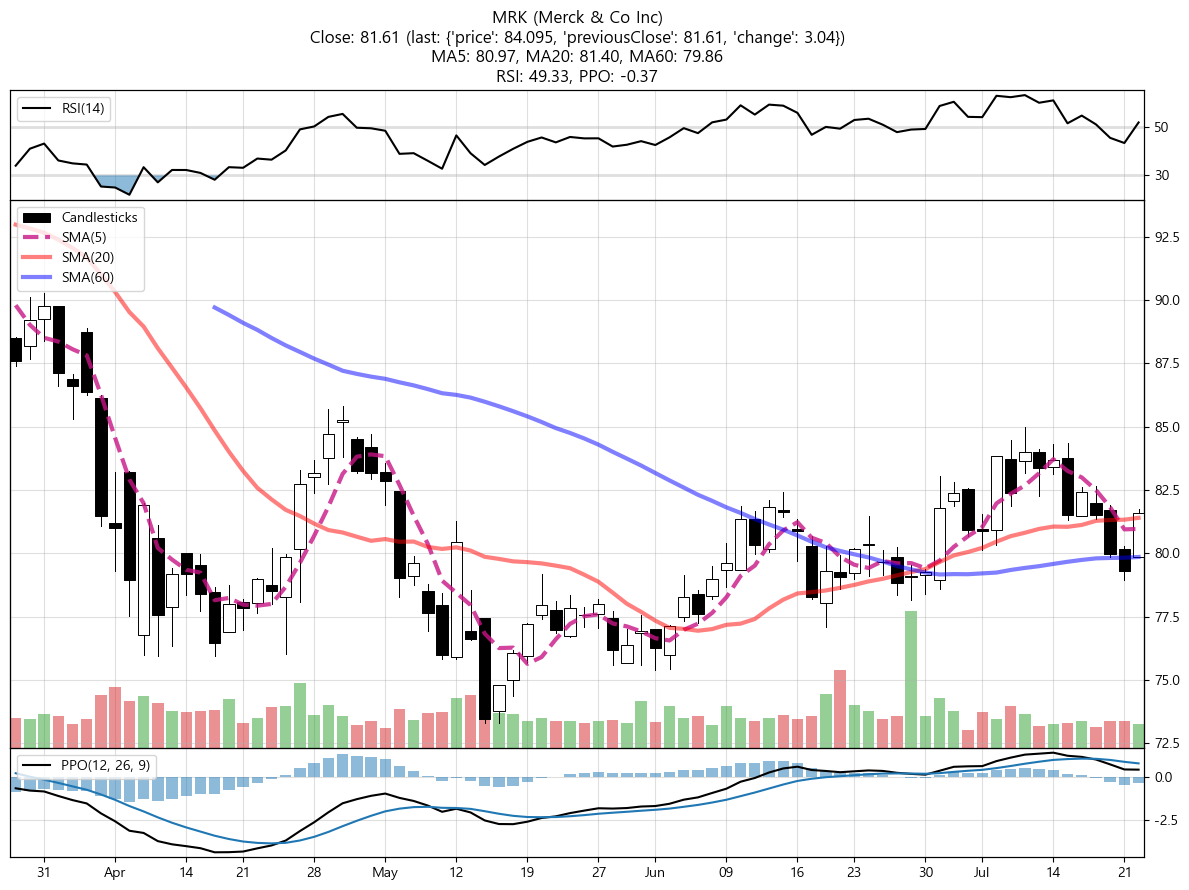 MRK (Merck & Co Inc)
Close: 81.61 (last: {'price': 84.095, 'previousClose': 81.61, 'change': 3.04})
MA5: 80.97, MA20: 81.40, MA60: 79.86
RSI: 49.33, PPO: -0.37
RSI(14)
50
30
Candlesticks
SMA(5)
SMA(20)
SMA(60)
92.5
90.0
87.5
85.0
82.5
80.0
77.5
75.0
72.5
PPO(12, 26, 9)
0.0
-2.5
31 Apr 14 21 28 May 12 19 27 Jun 09 16 23 30 Jul 14 21